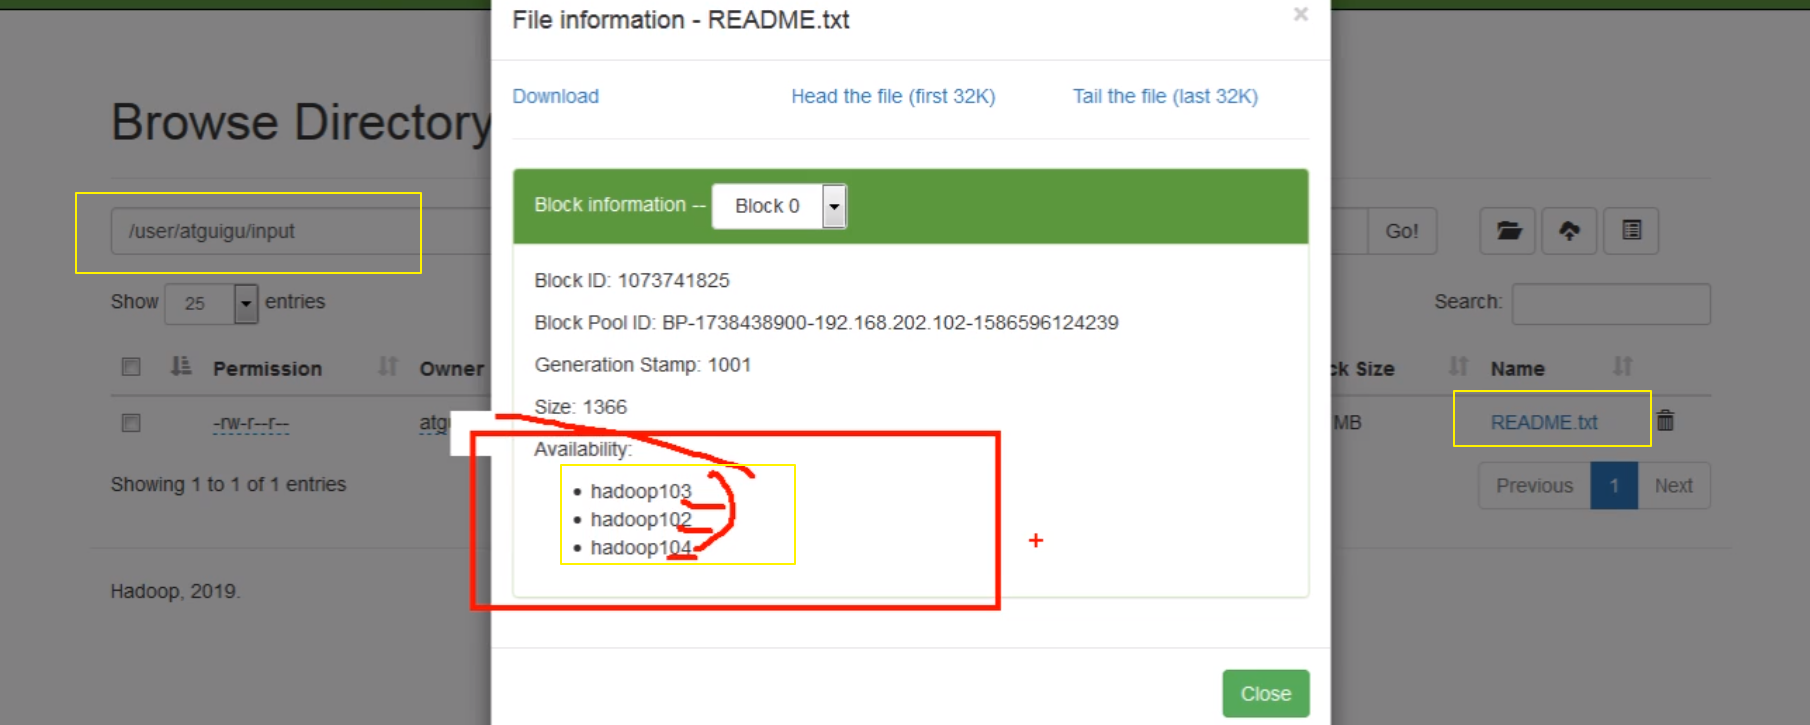 File information - README.txt
×
Download Head the file (first 32K) Tail the file (last 32K)
Browse Directory
Block information -- Block 0
/user/atguigu/input
Go!
Block ID: 1073741825
Show 25 entries
Search:
Block Pool ID: BP-1738438900-192.168.202.102-1586596124239
Permission Owner
Generation Stamp: 1001
ck Size Name
Size: 1366
-rw-r--r--
MB README.txt
Availability:
Showing 1 to 1 of 1 entries
hadoop103
hadoop102
hadoop104
Previous 1 Next
Hadoop, 2019.
Close